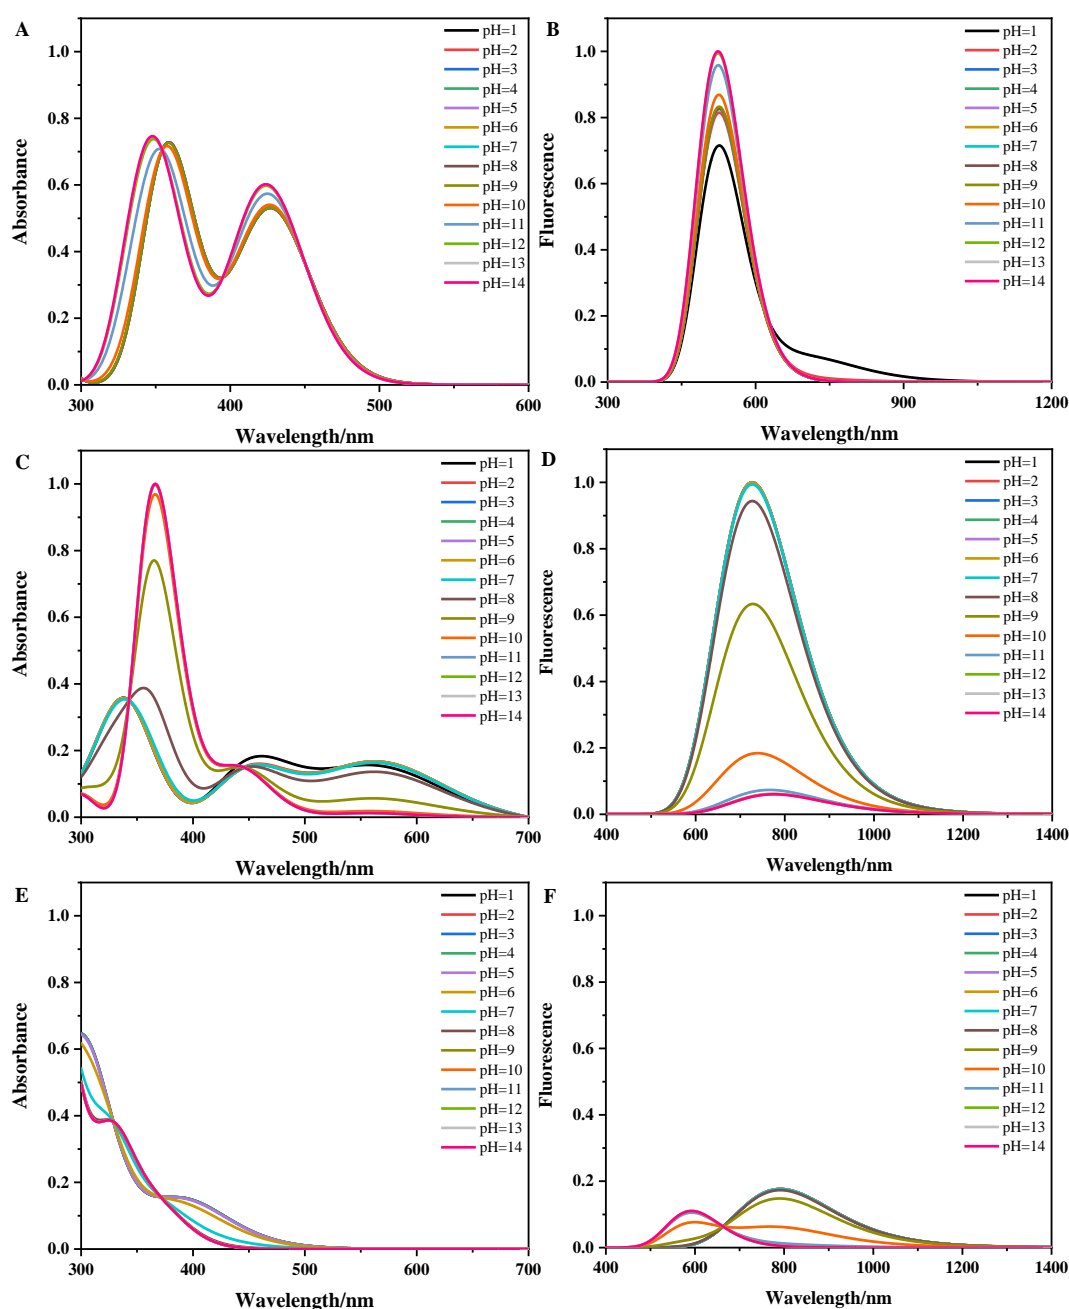 A
Absorbance
1.0
0.8
0.6
0.4
0.2
0.0
300
400
500
600
Wavelength/nm
pH=1
pH=2
pH=3
pH=4
pH=5
pH=6
pH=7
pH=8
pH=9
pH=10
pH=11
pH=12
pH=13
pH=14
B
Fluorescence
1.0
0.8
0.6
0.4
0.2
0.0
300
600
900
1200
Wavelength/nm
pH=1
pH=2
pH=3
pH=4
pH=5
pH=6
pH=7
pH=8
pH=9
pH=10
pH=11
pH=12
pH=13
pH=14
C
Absorbance
1.0
0.8
0.6
0.4
0.2
0.0
300
400
500
600
700
Wavelength/nm
pH=1
pH=2
pH=3
pH=4
pH=5
pH=6
pH=7
pH=8
pH=9
pH=10
pH=11
pH=12
pH=13
pH=14
D
Fluorescence
1.0
0.8
0.6
0.4
0.2
0.0
400
600
800
1000
1200
1400
Wavelength/nm
pH=1
pH=2
pH=3
pH=4
pH=5
pH=6
pH=7
pH=8
pH=9
pH=10
pH=11
pH=12
pH=13
pH=14
E
Absorbance
1.0
0.8
0.6
0.4
0.2
0.0
300
400
500
600
700
Wavelength/nm
pH=1
pH=2
pH=3
pH=4
pH=5
pH=6
pH=7
pH=8
pH=9
pH=10
pH=11
pH=12
pH=13
pH=14
F
Fluorescence
1.0
0.8
0.6
0.4
0.2
0.0
400
600
800
1000
1200
1400
Wavelength/nm
pH=1
pH=2
pH=3
pH=4
pH=5
pH=6
pH=7
pH=8
pH=9
pH=10
pH=11
pH=12
pH=13
pH=14